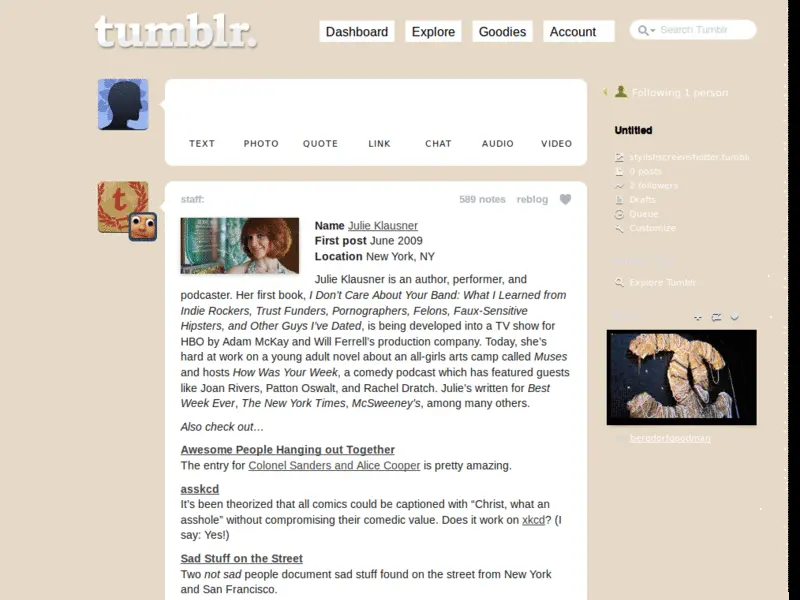 tumblr.
Dashboard
Explore
Goodies
Account
Search Tumblr
TEXT
PHOTO
QUOTE
LINK
CHAT
AUDIO
VIDEO
Following 1 person
Untitled
9 posts
2 followers
Drafts
Queue
Customize
Explore Tumblr
bergdorfgoodman
staff:
589 notes
reblog
Name Julie Klausner
First post June 2009
Location New York, NY
Julie Klausner is an author, performer, and
podcaster. Her first book, I Don’t Care About Your Band: What I Learned from
Indie Rockers, Trust Funders, Pornographers, Felons, Faux-Sensitive
Hipsters, and Other Guys I’ve Dated, is being developed into a TV show for
HBO by Adam McKay and Will Ferrell’s production company. Today, she’s
hard at work on a young adult novel about an all-girls arts camp called Muses
and hosts How Was Your Week, a comedy podcast which has featured guests
like Joan Rivers, Patton Oswalt, and Rachel Dratch. Julie’s written for Best
Week Ever, The New York Times, McSweeney’s, among many others.
Also check out…
Awesome People Hanging out Together
The entry for Colonel Sanders and Alice Cooper is pretty amazing.
asskcd
It’s been theorized that all comics could be captioned with “Christ, what an
asshole” without compromising their comedic value. Does it work on xkcd? (I
say: Yes!)
Sad Stuff on the Street
Two not sad people document sad stuff found on the street from New York
and San Francisco.